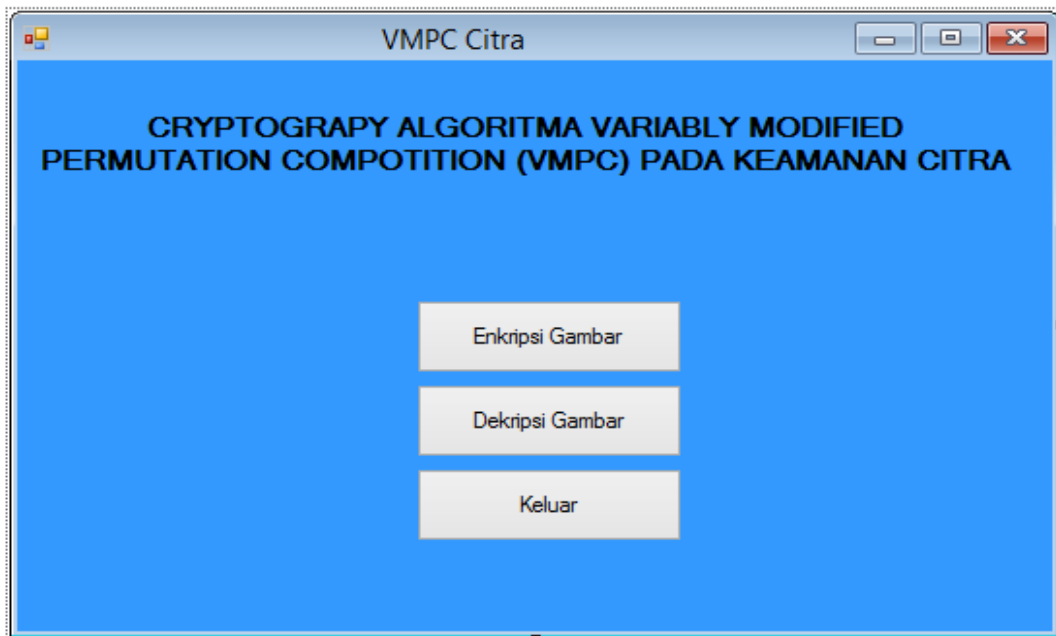 VMPC Citra
CRYPTOGRAPY ALGORITMA VARIABLY MODIFIED
PERMUTATION COMPOTITION (VMPC) PADA KEAMANAN CITRA
Enkripsi Gambar
Dekripsi Gambar
Keluar